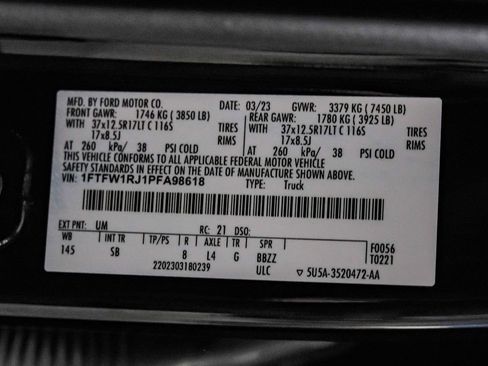 MFD. BY FORD MOTOR CO. DATE: 03/23 GVWR: 3379 KG ( 7450 LB)
FRONT GAWR: 1746 KG ( 3850 LB) REAR GAWR: 1780 KG ( 3925 LB)
WITH 37x12.5R17LT C 116S TIRES WITH 37x12.5R17LT C 116S TIRES
17x8.5J RIMS 17x8.5J RIMS
AT 260 kPa/ 38 PSI COLD AT 260 kPa/ 38 PSI COLD
THIS VEHICLE CONFORMS TO ALL APPLICABLE FEDERAL MOTOR VEHICLE
SAFETY STANDARDS IN EFFECT ON THE DATE OF MANUFACTURE SHOWN ABOVE.
VIN: 1FTFW1RJ1PFA98618 TYPE: Truck
EXT PNT: UM RC: 21 DSO: F0056
WB INT TR TP/PS R AXLE TR SPR T0221
145 SB 8 L4 G BBZZ
2202303180239 ULC ▽ 5U5A-3520472-AA